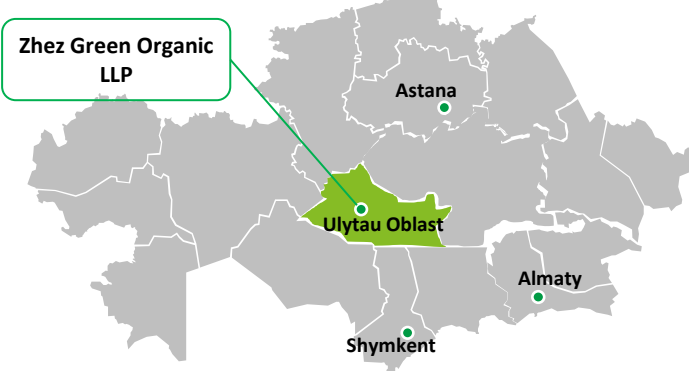 Zhez Green Organic
LLP
Astana
Ulytau Oblast
Almaty
Shymkent